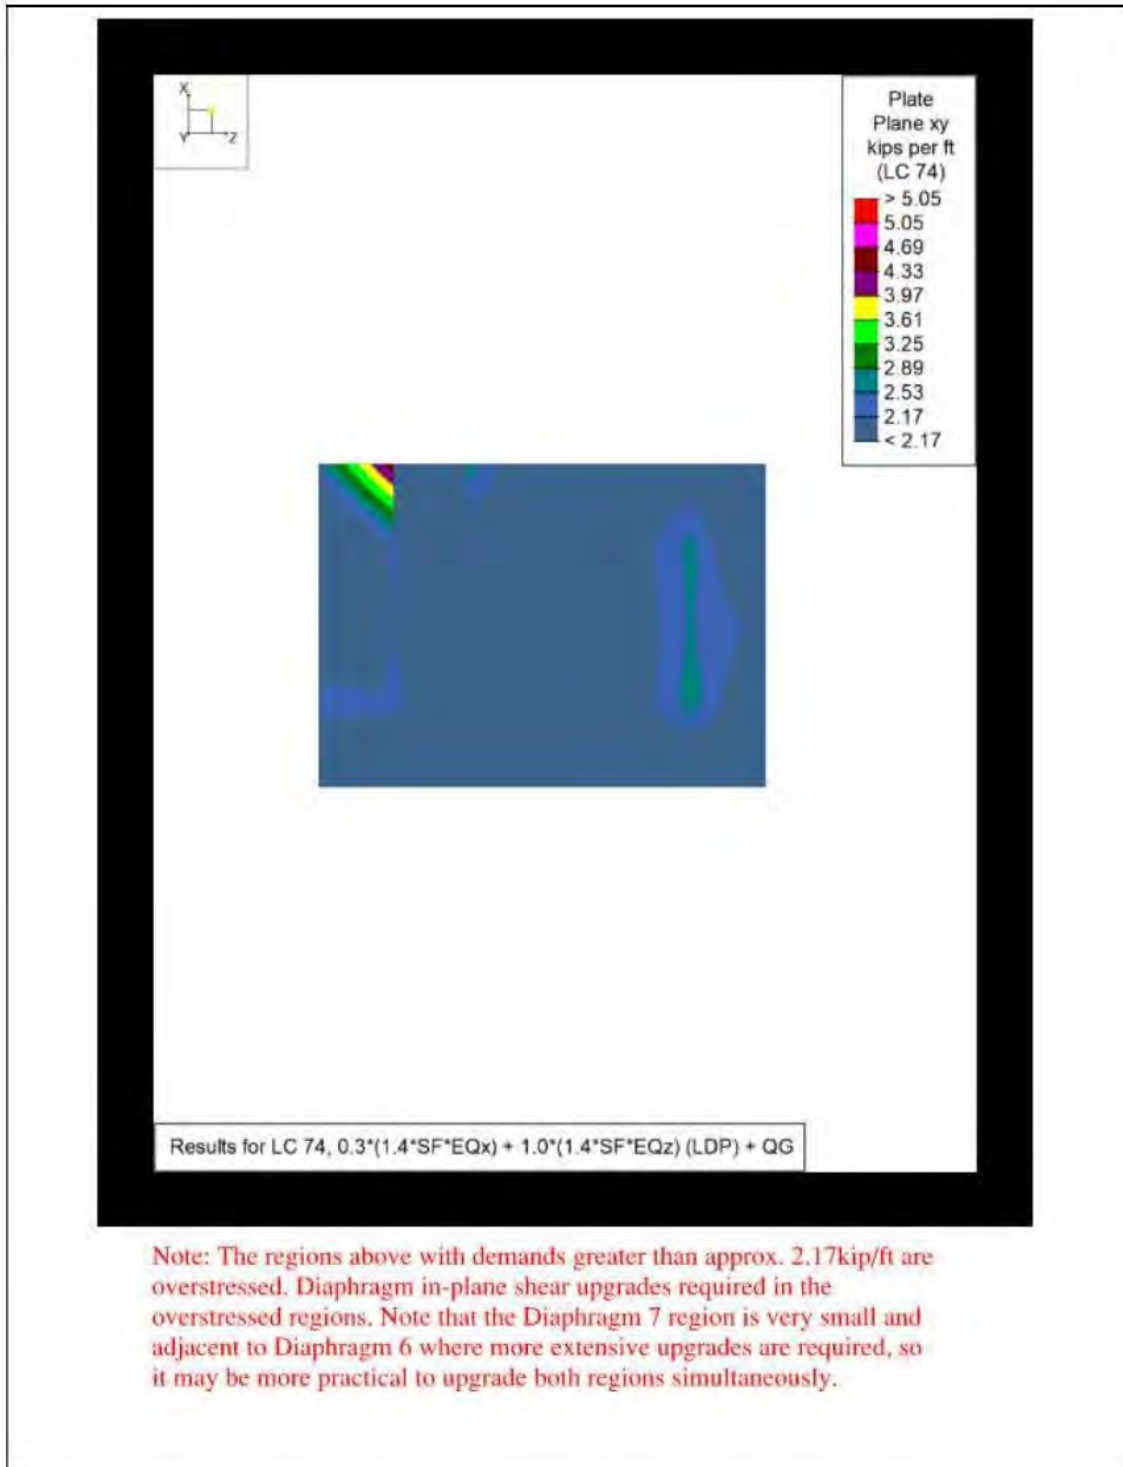 X
Y
Z
Plate
Plane xy
kips per ft
(LC 74)
> 5.05
5.05
4.69
4.33
3.97
3.61
3.25
2.89
2.53
2.17
< 2.17
Results for LC 74, 0.3*(1.4*SF*EQx) + 1.0*(1.4*SF*EQz) (LDP) + QG
Note: The regions above with demands greater than approx. 2.17kip/ft are
overstressed. Diaphragm in-plane shear upgrades required in the
overstressed regions. Note that the Diaphragm 7 region is very small and
adjacent to Diaphragm 6 where more extensive upgrades are required, so
it may be more practical to upgrade both regions simultaneously.